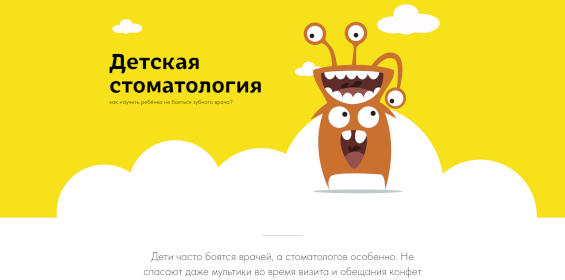 Детская
стоматология
как научить ребёнка не бояться зубного врача?
Дети часто боятся врачей, а стоматологов особенно. Не
спасают даже мультики во время визита и обещания конфет